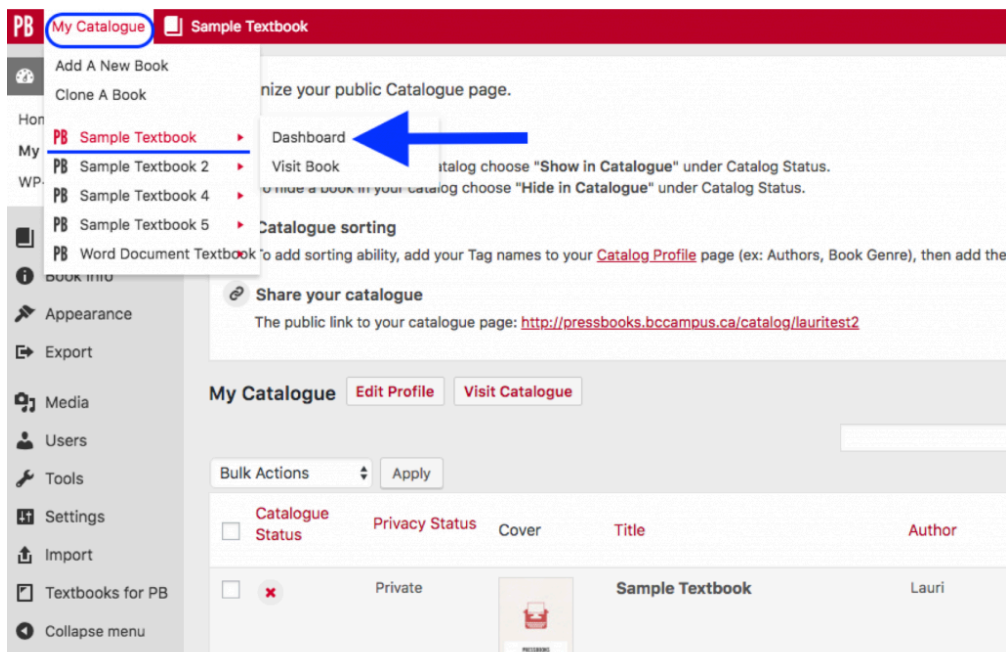 PB My Catalogue Sample Textbook
Add A New Book
Clone A Book
PB Sample Textbook
PB Sample Textbook 2
PB Sample Textbook 4
PB Sample Textbook 5
PB Word Document Textbook
Dashboard
Visit Book
Hon
My
WP-
Book Info
Appearance
Export
Media
Users
Tools
Settings
Import
Textbooks for PB
Collapse menu
nize your public Catalogue page.
atalog choose "Show in Catalogue" under Catalog Status.
to hide a book in your catalog choose "Hide in Catalogue" under Catalog Status.
Catalogue sorting
To add sorting ability, add your Tag names to your Catalog Profile page (ex: Authors, Book Genre), then add the
Share your catalogue
The public link to your catalogue page: http://pressbooks.bccampus.ca/catalog/lauritest2
My Catalogue Edit Profile Visit Catalogue
Bulk Actions Apply
Catalogue Status Privacy Status Cover Title Author
Private Sample Textbook Lauri
PRESSBOOKS